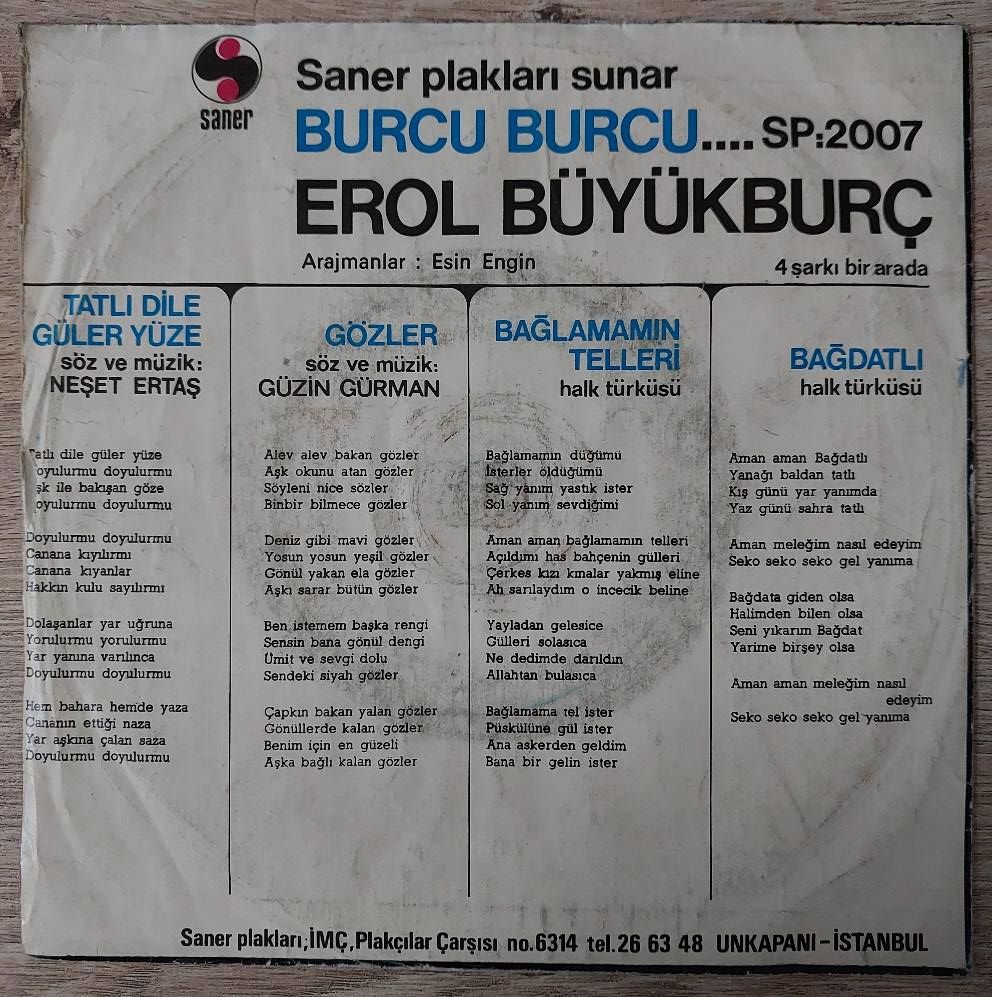 saner
Saner plakları sunar
BURCU BURCU.... SP:2007
EROL BÜYÜKBURÇ
Arajmanlar : Esin Engin
4 şarkı bir arada
TATLI DİLE
GÜLER YÜZE
söz ve müzik:
NEŞET ERTAŞ
Tatlı dile güler yüze
oyulurmu doyulurmu
şk ile bakışan göze
oyulurmu doyulurmu
Doyulurmu doyulurmu
Canana kıyılırmı
Canana kıyanlar
Hakkın kulu sayılırmı
Dolaşanlar yar uğruna
Yorulurmu yorulurmu
Yar yanına varılınca
Doyulurmu doyulurmu
Hem bahara hemde yaza
Cananın ettiği naza
Yar aşkına çalan saza
Doyulurmu doyulurmu
GÖZLER
söz ve müzik:
GÜZİN GÜRMAN
Alev alev bakan gözler
Aşk okunu atan gözler
Söyleni nice sözler
Binbir bilmece gözler
Deniz gibi mavi gözler
Yosun yosun yeşil gözler
Gönül yakan ela gözler
Aşkı sarar bütün gözler
Ben istemem başka rengi
Sensin bana gönül dengi
Ümit ve sevgi dolu
Sendeki siyah gözler
Çapkın bakan yalan gözler
Gönüllerde kalan gözler
Benim için en güzeli
Aşka bağlı kalan gözler
BAĞLAMAMIN
TELLERİ
halk türküsü
Bağlamamın düğümü
İsterler öldüğümü
Sağ yanım yastık ister
Sol yanım sevdiğimi
Aman aman bağlamamın telleri
Açıldımı has bahçenin gülleri
Çerkes kızı kınalar yakmış eline
Ah sarılaydım o incecik beline
Yayladan gelesice
Gülleri solasıca
Ne dedimde darıldın
Allahtan bulasıca
Bağlamama tel ister
Püskülüne gül ister
Ana askerden geldim
Bana bir gelin ister
BAĞDATLI
halk türküsü
Aman aman Bağdatlı
Yanağı baldan tatlı
Kış günü yar yanımda
Yaz günü sahra tatlı
Aman meleğim nasıl edeyim
Seko seko seko gel yanıma
Bağdata giden olsa
Halimden bilen olsa
Seni yıkarım Bağdat
Yarime birşey olsa
Aman aman meleğim nasıl
edeyim
Seko seko seko gel yanıma
Saner plakları,İMÇ,Plakçılar Çarşısı no.6314 tel.26 63 48 UNKAPANI-İSTANBUL